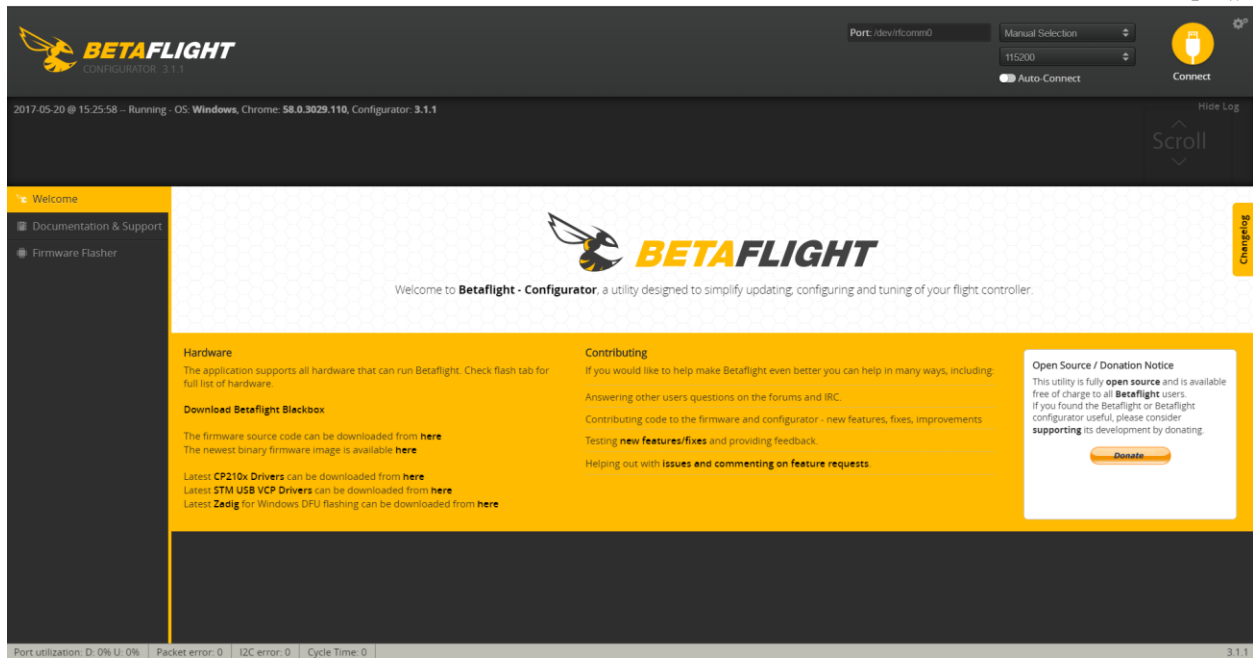 BETAFLIGHT
CONFIGURATOR 3.1.1
Port: /dev/rfcomm0
Manual Selection
115200
Auto-Connect
Connect
2017-05-20 @ 15:25:58 -- Running - OS: Windows, Chrome: 58.0.3029.110, Configurator: 3.1.1
Hide Log
Scroll
Welcome
Documentation & Support
Firmware Flasher
BETAFLIGHT
Welcome to Betaflight - Configurator, a utility designed to simplify updating, configuring and tuning of your flight controller.
Changelog
Hardware
The application supports all hardware that can run Betaflight. Check flash tab for
full list of hardware.
Download Betaflight Blackbox
The firmware source code can be downloaded from here
The newest binary firmware image is available here
Latest CP210x Drivers can be downloaded from here
Latest STM USB VCP Drivers can be downloaded from here
Latest Zadig for Windows DFU flashing can be downloaded from here
Contributing
If you would like to help make Betaflight even better you can help in many ways, including:
Answering other users questions on the forums and IRC.
Contributing code to the firmware and configurator - new features, fixes, improvements
Testing new features/fixes and providing feedback.
Helping out with issues and commenting on feature requests.
Open Source / Donation Notice
This utility is fully open source and is available
free of charge to all Betaflight users.
If you found the Betaflight or Betaflight
configurator useful, please consider
supporting its development by donating.
Donate
Port utilization: D: 0% U: 0%
Packet error: 0
I2C error: 0
Cycle Time: 0
3.1.1